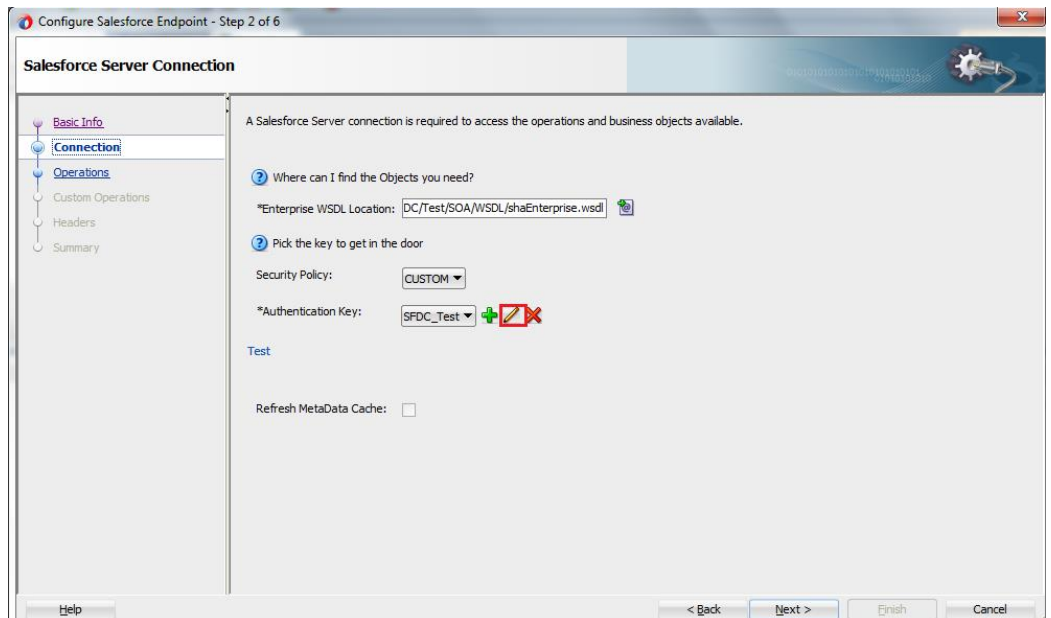 Configure Salesforce Endpoint - Step 2 of 6
Salesforce Server Connection
Basic Info
Connection
Operations
Custom Operations
Headers
Summary
A Salesforce Server connection is required to access the operations and business objects available.
Where can I find the Objects you need?
*Enterprise WSDL Location: DC/Test/SOA/WSDL/shaEnterprise.wsdl
Pick the key to get in the door
Security Policy: CUSTOM
*Authentication Key: SFDC_Test
Test
Refresh MetaData Cache:
Help < Back Next > Finish Cancel